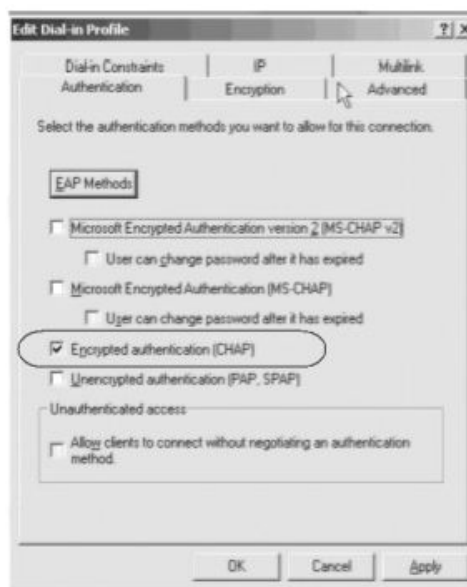 Edit Dial-in Profile
Dial-in Constraints IP Multilink
Authentication Encryption Advanced
Select the authentication methods you want to allow for this connection.
EAP Methods
Microsoft Encrypted Authentication version 2 (MS-CHAP v2)
User can change password after it has expired
Microsoft Encrypted Authentication (MS-CHAP)
User can change password after it has expired
Encrypted authentication (CHAP)
Unencrypted authentication (PAP, SPAP)
Unauthenticated access
Allow clients to connect without negotiating an authentication
method.
OK Cancel Apply